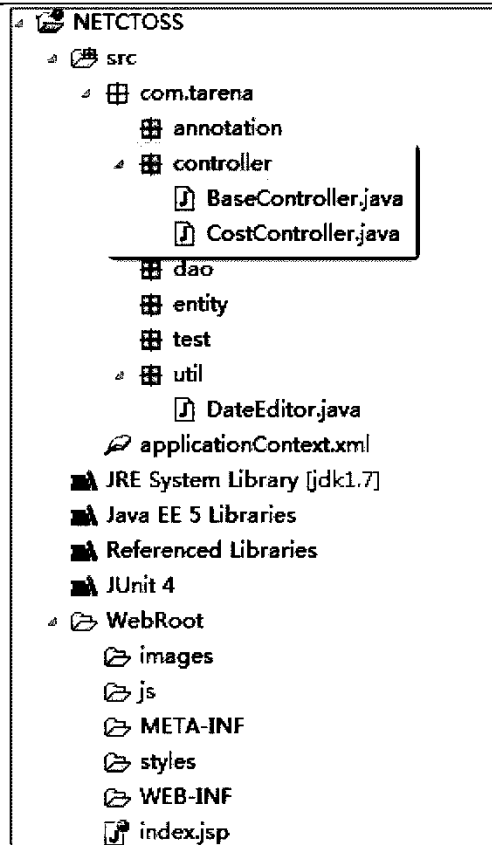 NETCTOSS
src
com.tarena
annotation
controller
BaseController.java
CostController.java
dao
entity
test
util
DateEditor.java
applicationContext.xml
JRE System Library [jdk1.7]
Java EE 5 Libraries
Referenced Libraries
JUnit 4
WebRoot
images
js
META-INF
styles
WEB-INF
index.jsp